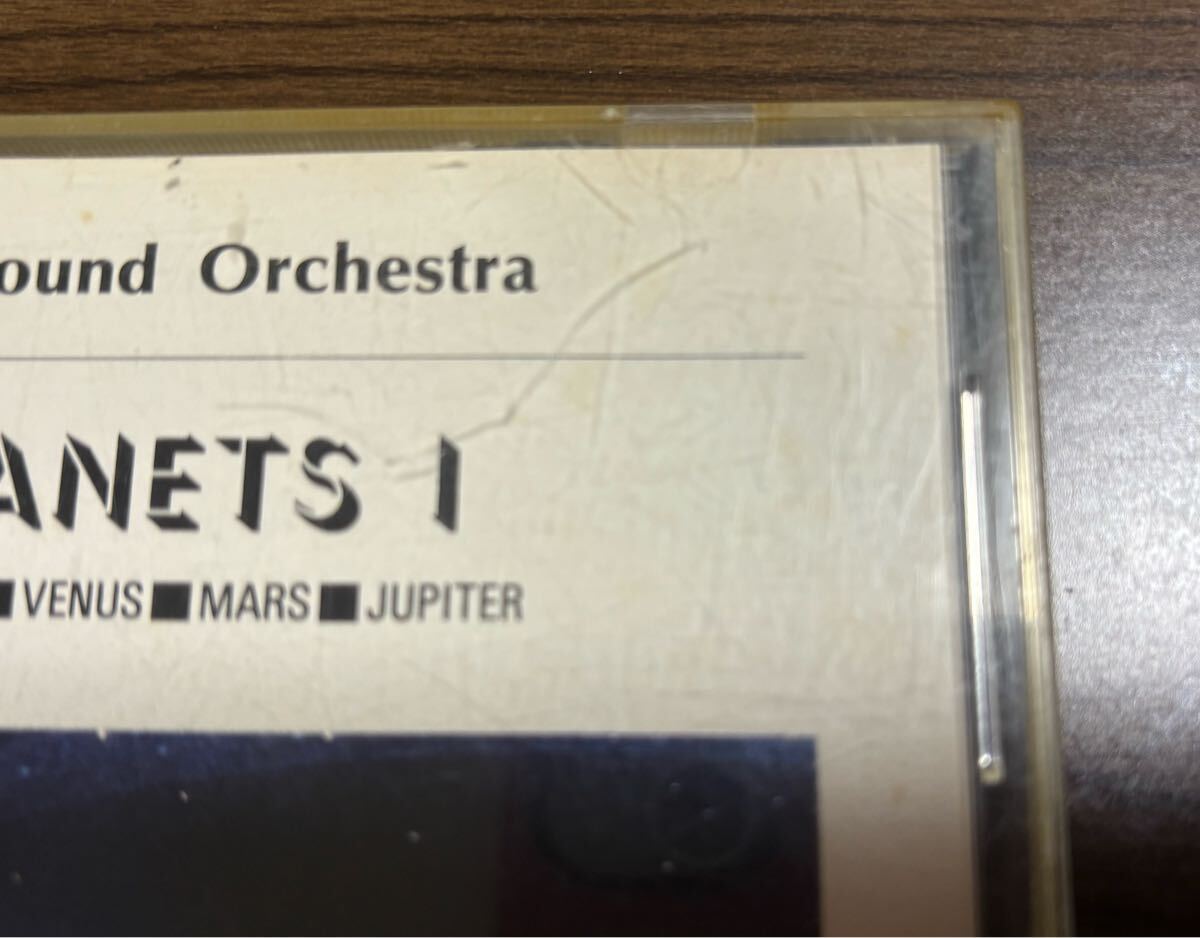 ound Orchestra
ANETS I
■VENUS■MARS■JUPITER